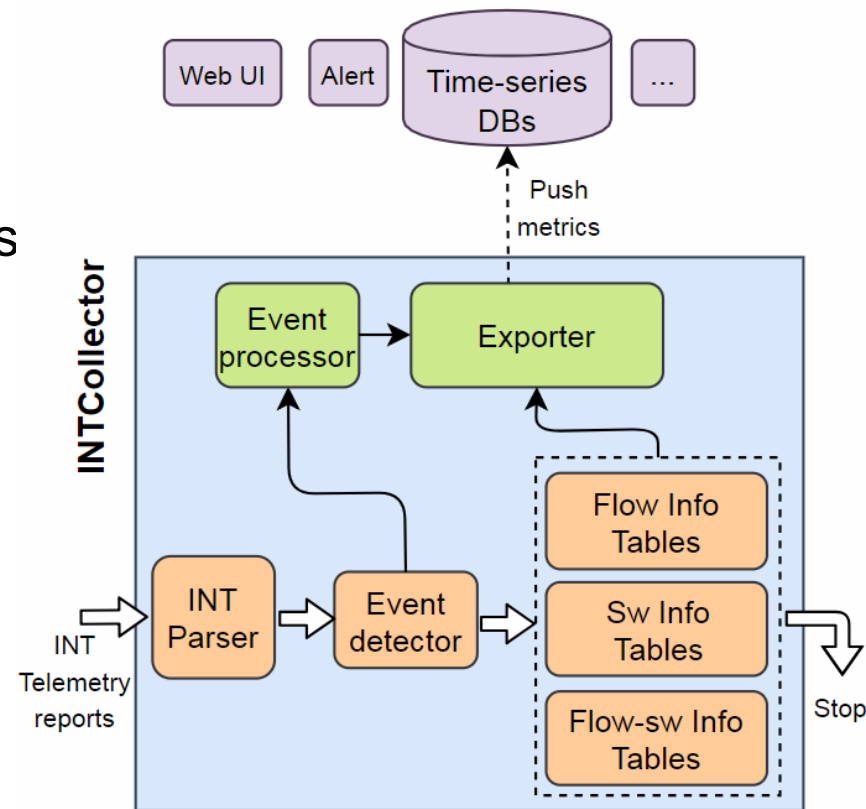 Web UI
Alert
Time-series
DBs
...
Push
metrics
s
INTCollector
Event
processor
Exporter
Flow Info
Tables
INT
Parser
Event
detector
Sw Info
Tables
INT
Telemetry
reports
Flow-sw Info
Tables
Stop